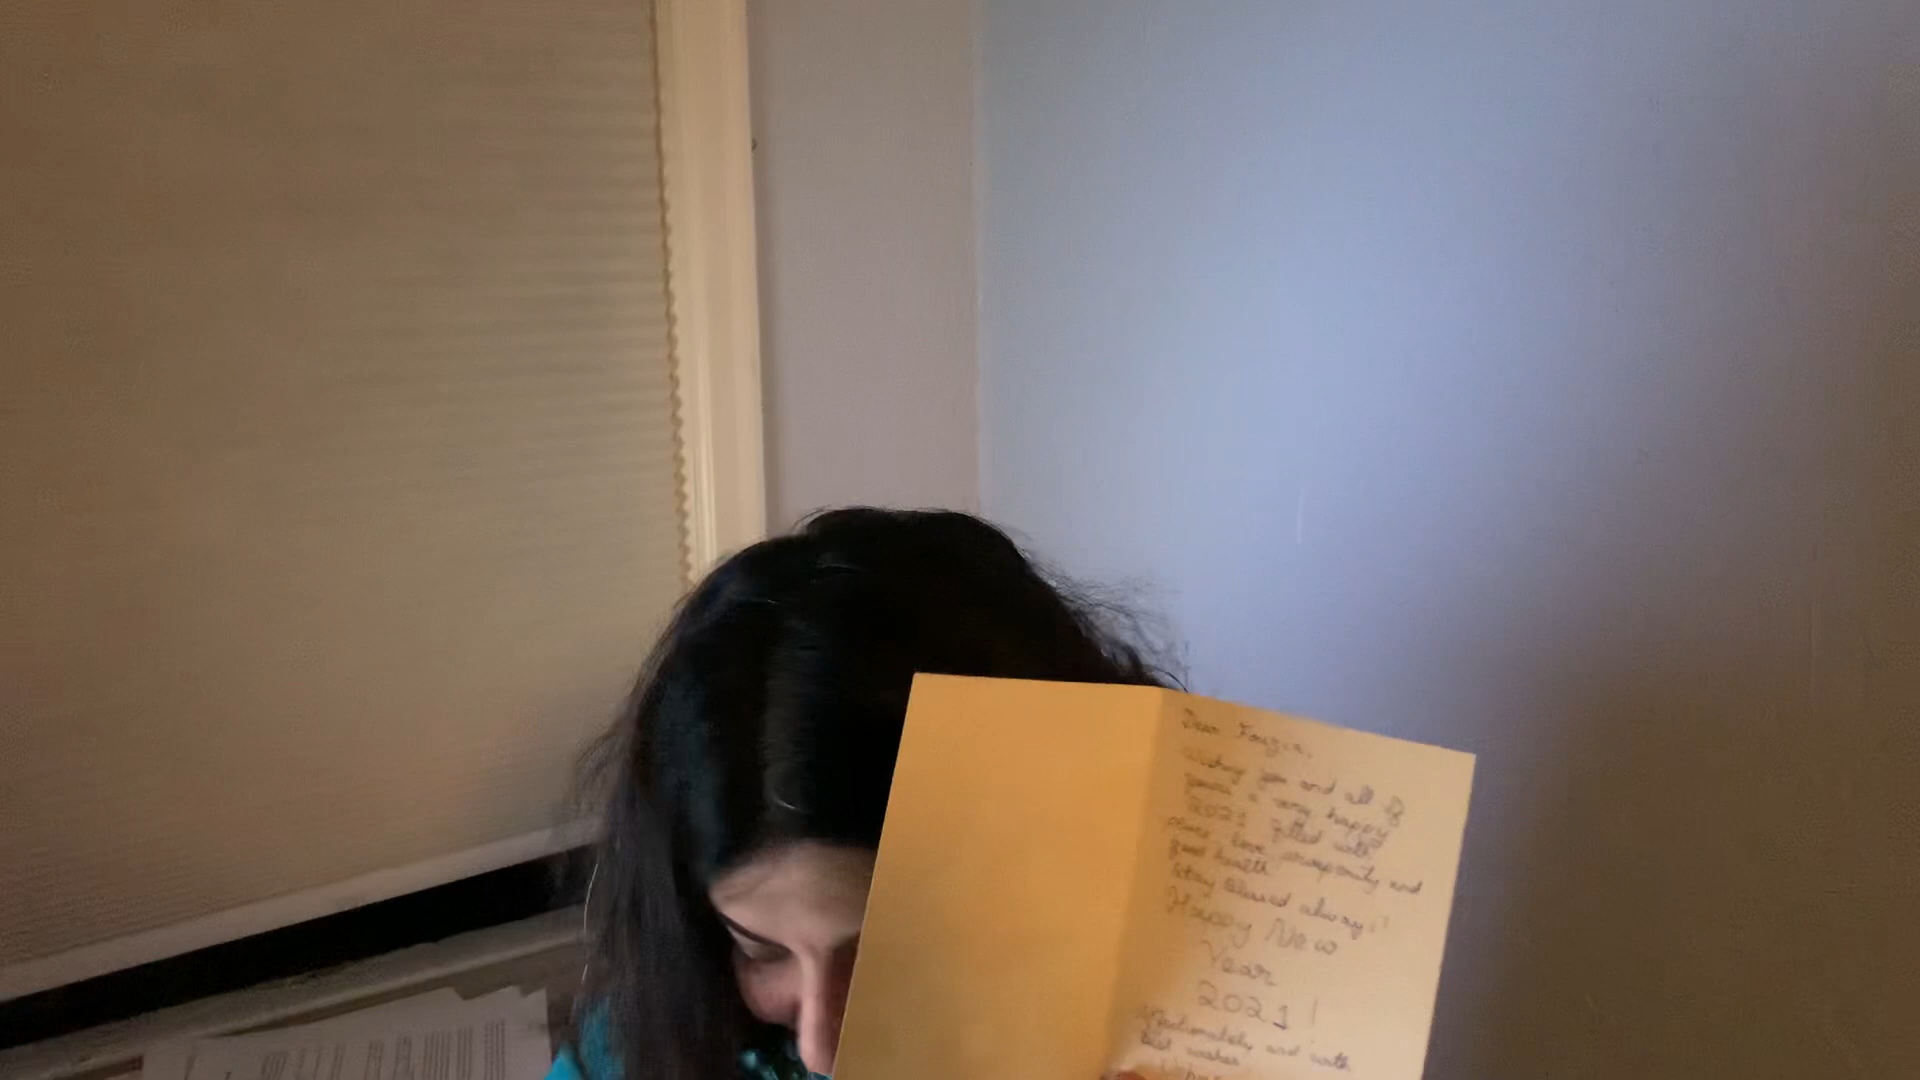 Dear Fouzia,
Wishing you and all of
yours a very happy
2021 filled with
peace, love, prosperity and
good health.
Stay blessed always!
Happy New
Year
2021!
Affectionately and with
best wishes